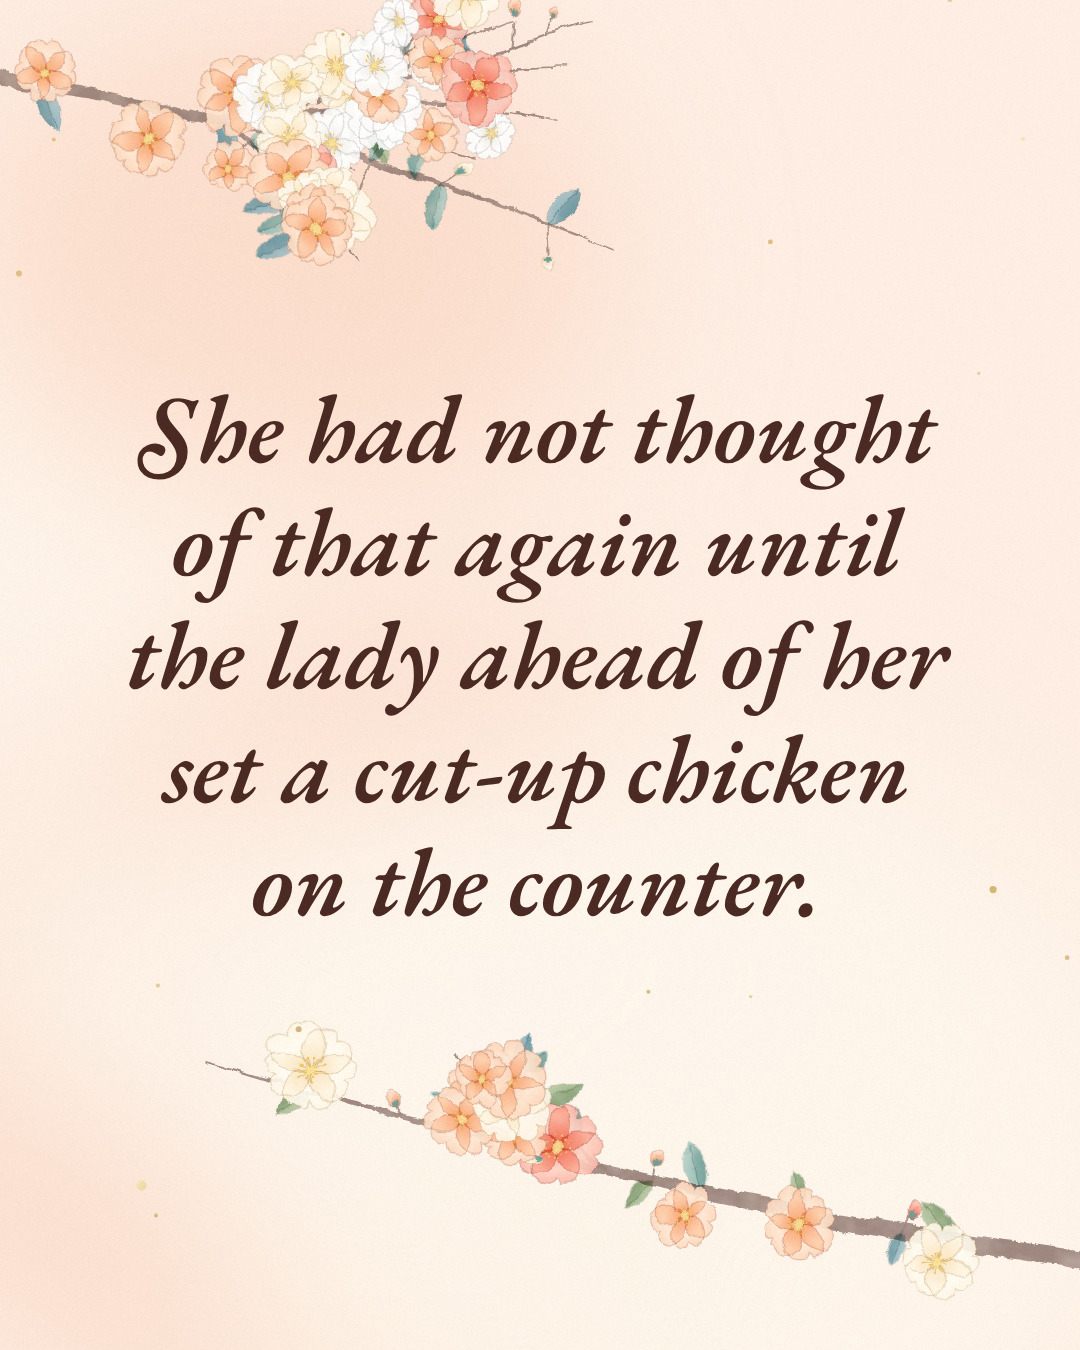 She had not thought
of that again until
the lady ahead of her
set a cut-up chicken
on the counter.